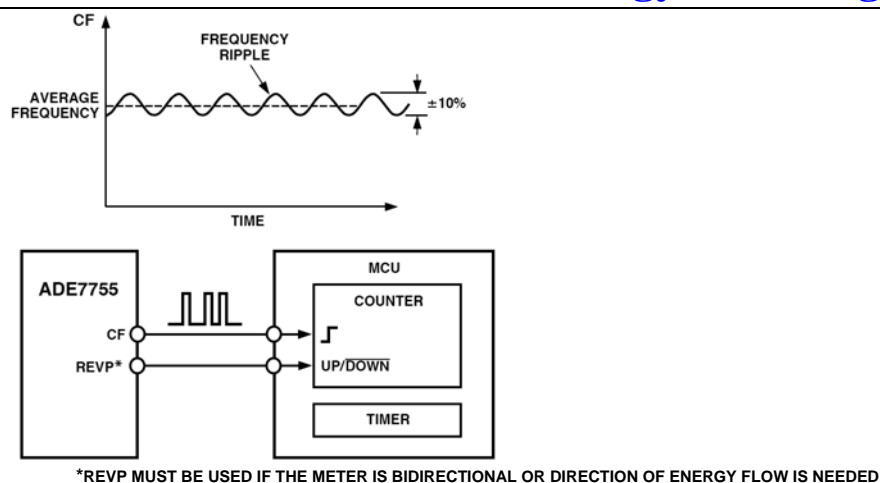 CF
FREQUENCY
RIPPLE
AVERAGE
FREQUENCY
±10%
TIME
ADE7755
MCU
COUNTER
CF
REVP*
UP/DOWN
TIMER
*REVP MUST BE USED IF THE METER IS BIDIRECTIONAL OR DIRECTION OF ENERGY FLOW IS NEEDED